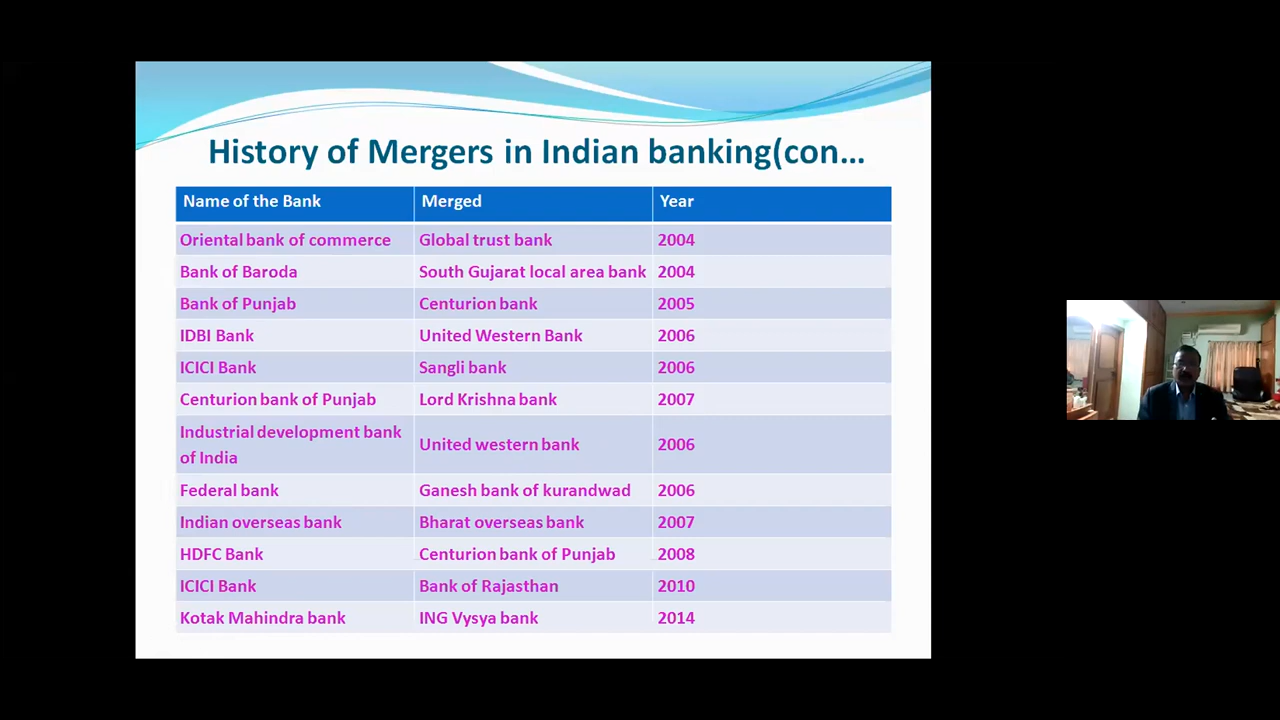 History of Mergers in Indian banking(con...
Name of the Bank Merged Year
Oriental bank of commerce Global trust bank 2004
Bank of Baroda South Gujarat local area bank 2004
Bank of Punjab Centurion bank 2005
IDBI Bank United Western Bank 2006
ICICI Bank Sangli bank 2006
Centurion bank of Punjab Lord Krishna bank 2007
Industrial development bank
of India United western bank 2006
Federal bank Ganesh bank of kurandwad 2006
Indian overseas bank Bharat overseas bank 2007
HDFC Bank Centurion bank of Punjab 2008
ICICI Bank Bank of Rajasthan 2010
Kotak Mahindra bank ING Vysya bank 2014